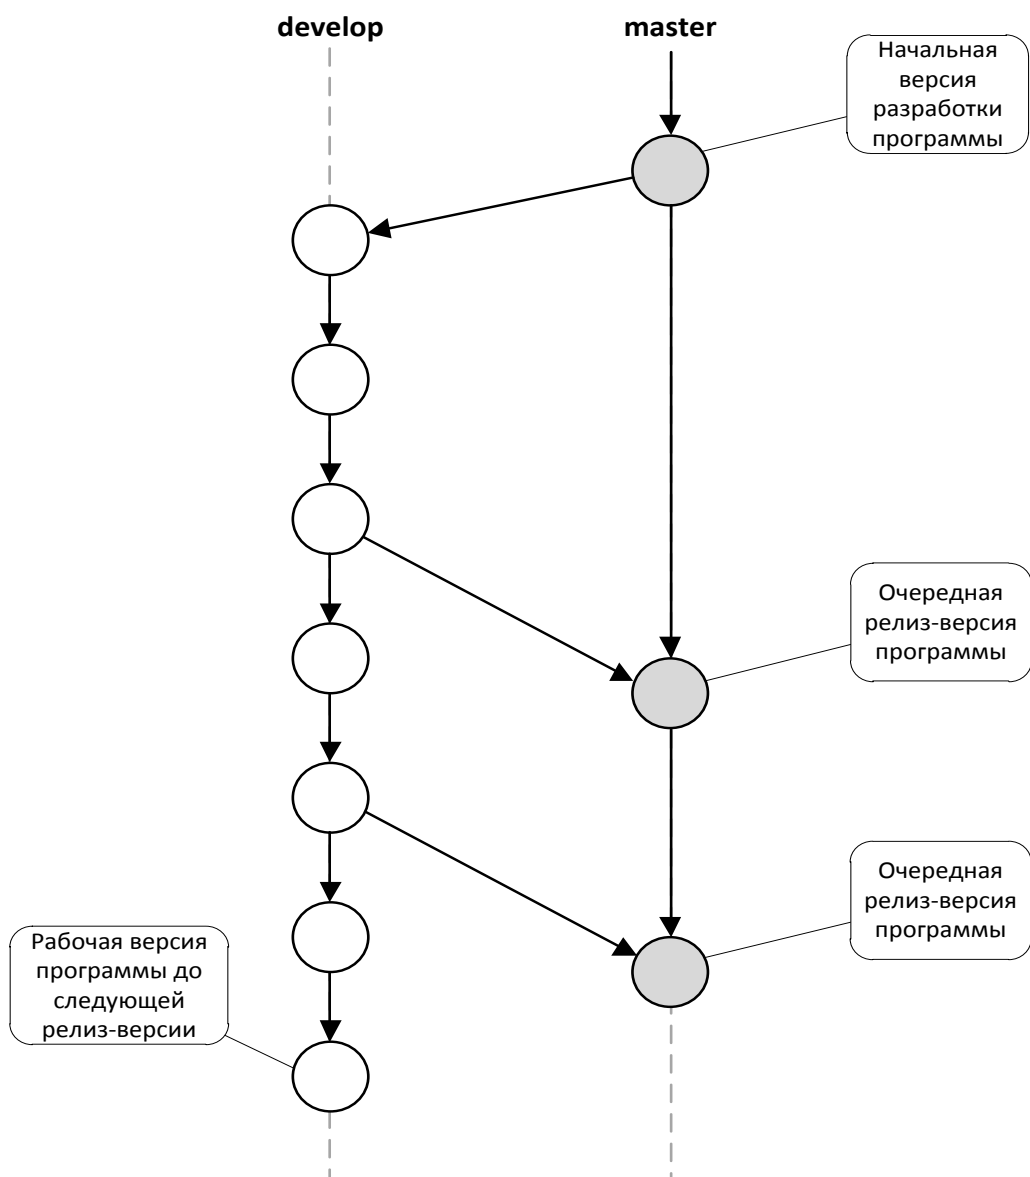 develop
master
Начальная
версия
разработки
программы
Очередная
релиз-версия
программы
Очередная
релиз-версия
программы
Рабочая версия
программы до
следующей
релиз-версии